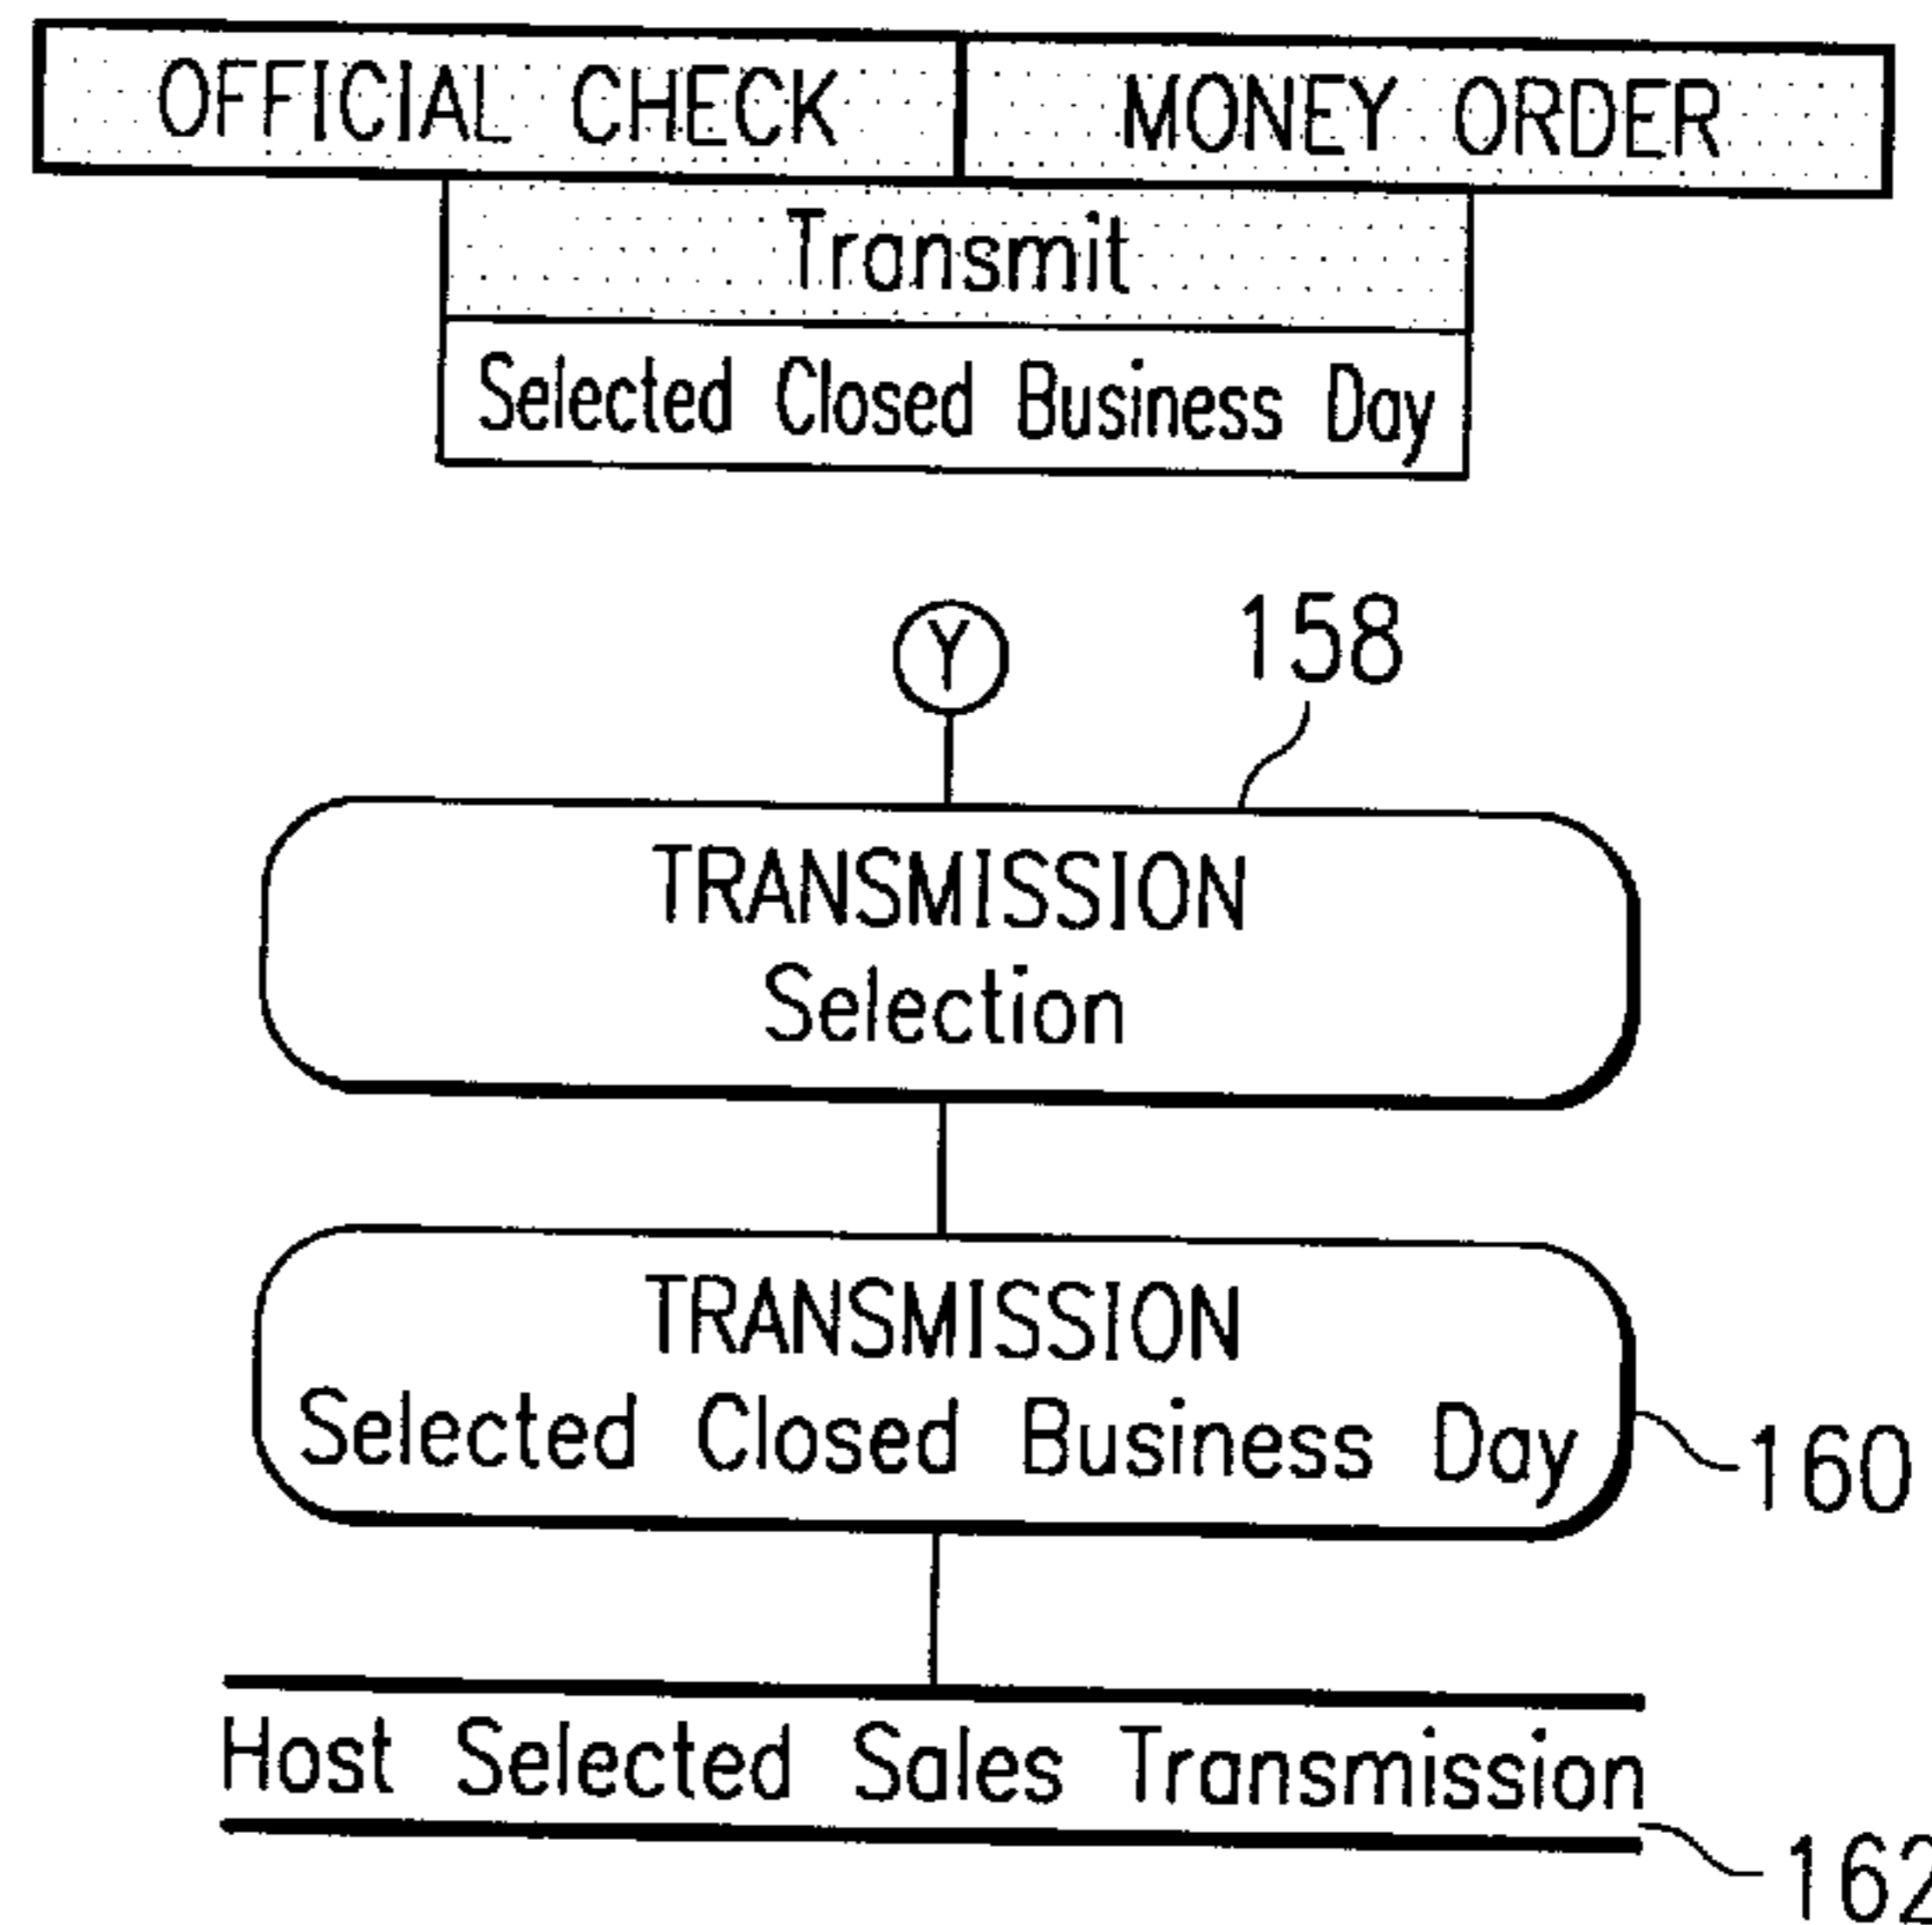 OFFICIAL CHECK MONEY ORDER
Transmit
Selected Closed Business Day
Y
158
TRANSMISSION
Selection
TRANSMISSION
Selected Closed Business Day
160
Host Selected Sales Transmission
162